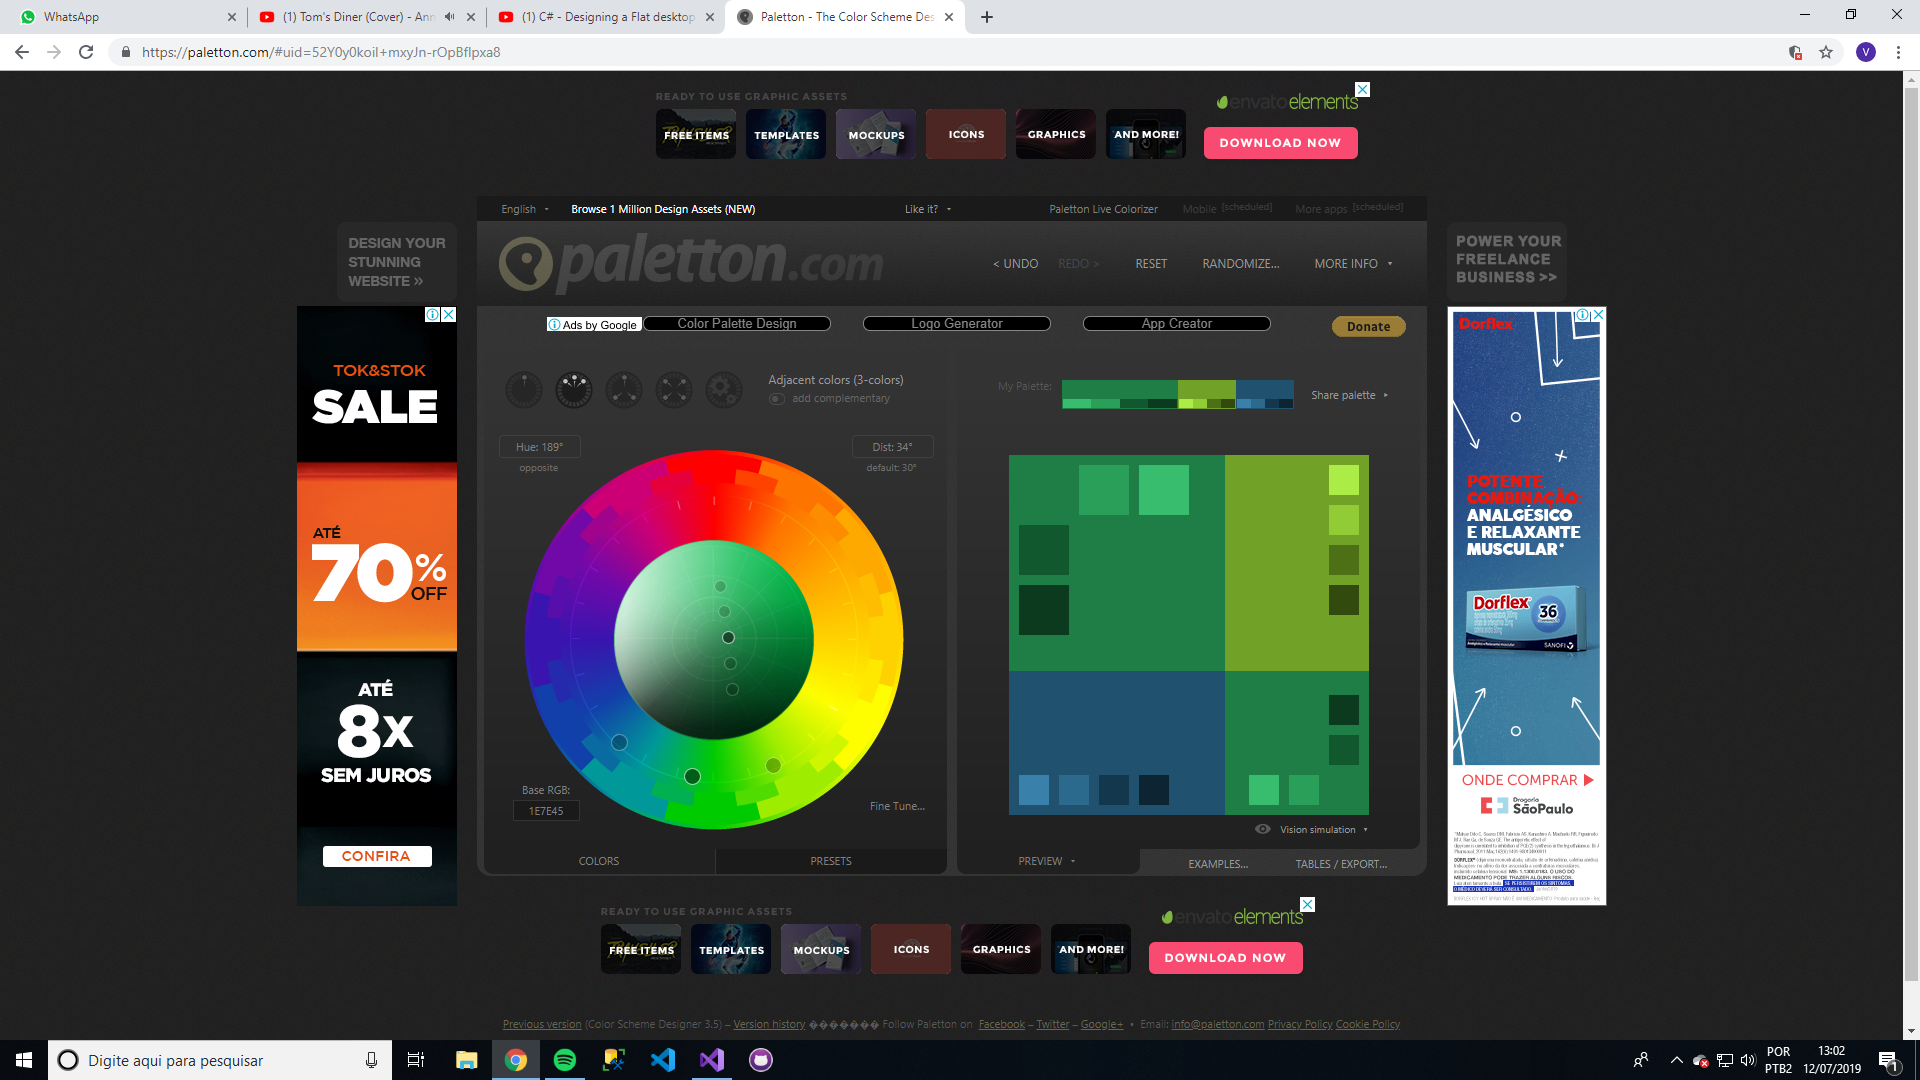 WhatsApp
(1) Tom's Diner (Cover) - Ann
(1) C# - Designing a Flat desktop
Paletton - The Color Scheme Des
https://paletton.com/#uid=52Y0y0koiI+mxyJn-rOpBfIpxa8
V
READY TO USE GRAPHIC ASSETS
envatoelements
FREE ITEMS
TEMPLATES
MOCKUPS
ICONS
GRAPHICS
AND MORE!
DOWNLOAD NOW
English
Browse 1 Million Design Assets (NEW)
Like it?
Paletton Live Colorizer
Mobile [scheduled]
More apps [scheduled]
DESIGN YOUR
STUNNING
WEBSITE »
paletton.com
< UNDO
REDO >
RESET
RANDOMIZE...
MORE INFO
POWER YOUR
FREELANCE
BUSINESS >>
Ads by Google
Color Palette Design
Logo Generator
App Creator
Donate
TOK&STOK
SALE
ATÉ
70%
OFF
ATÉ
8X
SEM JUROS
CONFIRA
Adjacent colors (3-colors)
add complementary
My Palette:
Share palette
Hue: 189°
opposite
Dist: 34°
default: 30°
Base RGB:
1E7E45
Fine Tune...
Vision simulation
COLORS
PRESETS
PREVIEW
EXAMPLES...
TABLES / EXPORT...
Dorflex
POTENTE
COMBINAÇÃO:
ANALGÉSICO
E RELAXANTE
MUSCULAR*
Dorflex
36
SANOFI
ONDE COMPRAR
Drogaria
SãoPaulo
READY TO USE GRAPHIC ASSETS
envatoelements
FREE ITEMS
TEMPLATES
MOCKUPS
ICONS
GRAPHICS
AND MORE!
DOWNLOAD NOW
Previous version (Color Scheme Designer 3.5) – Version history ������� Follow Paletton on Facebook – Twitter – Google+ • Email: info@paletton.com Privacy Policy Cookie Policy
Digite aqui para pesquisar
POR
PTB2
13:02
12/07/2019
1